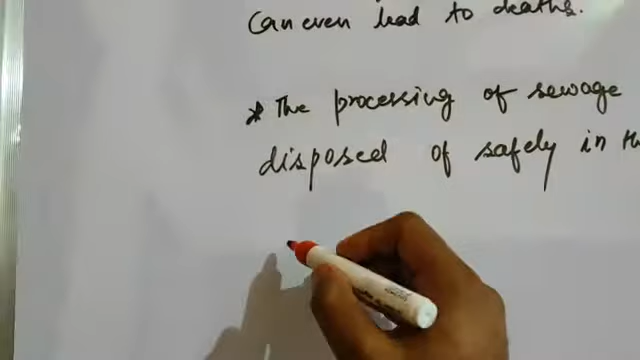 Can even lead to deaths.
* The processing of sewage
disposed of safely in th